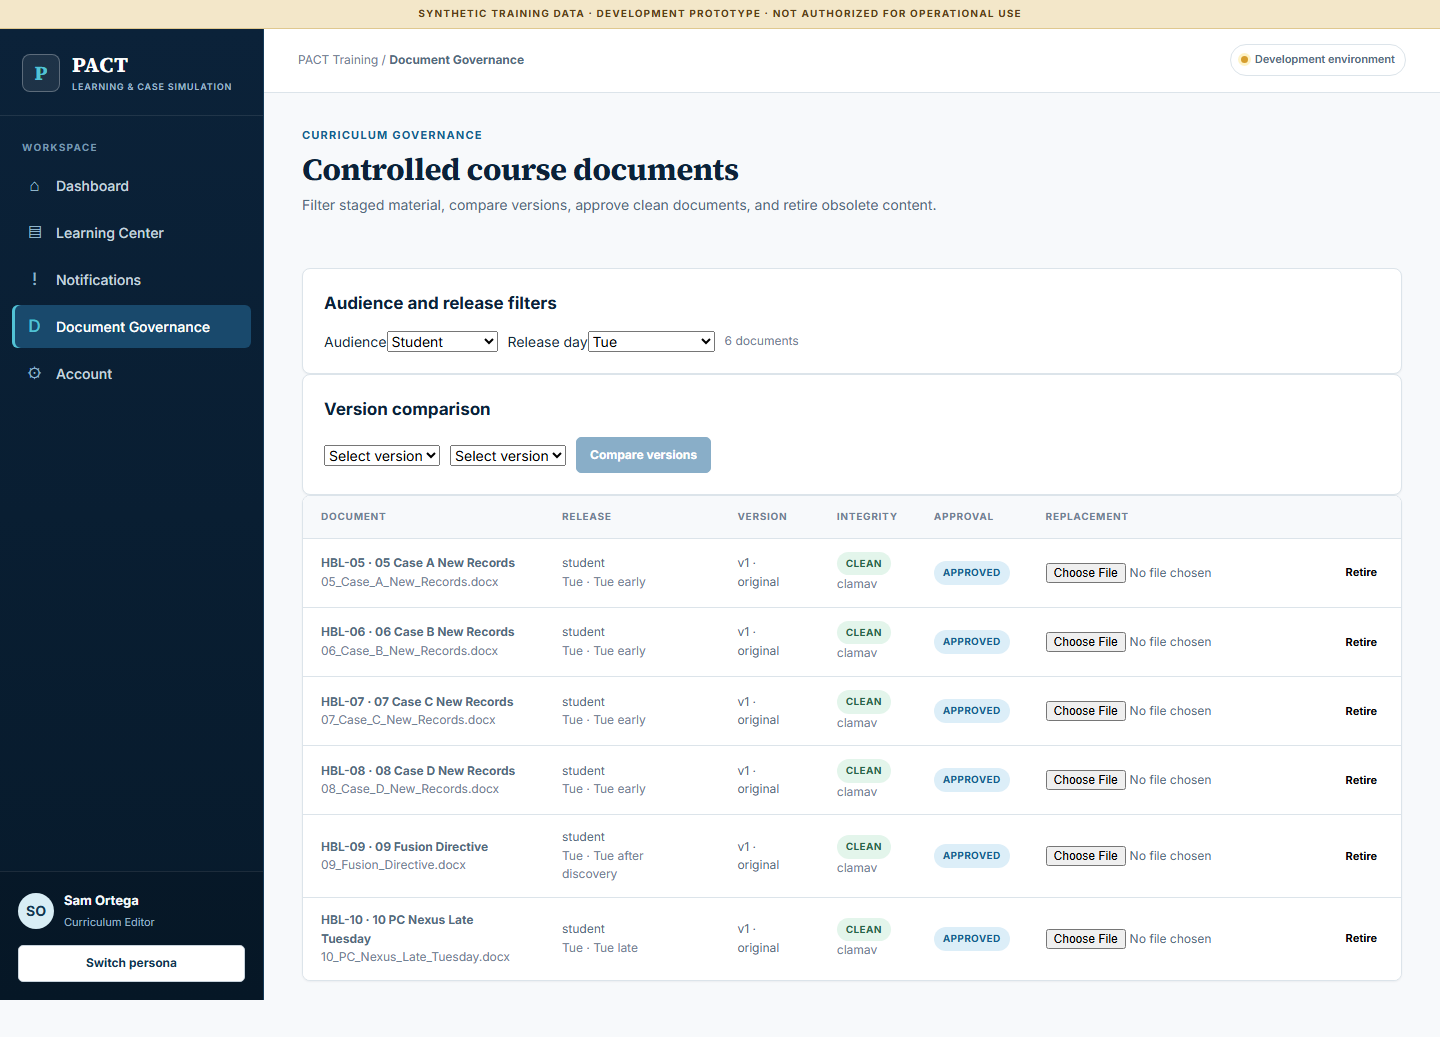 SYNTHETIC TRAINING DATA · DEVELOPMENT PROTOTYPE · NOT AUTHORIZED FOR OPERATIONAL USE
P
PACT
LEARNING & CASE SIMULATION
WORKSPACE
Dashboard
Learning Center
! Notifications
D Document Governance
Account
SO
Sam Ortega
Curriculum Editor
Switch persona
PACT Training / Document Governance
Development environment
CURRICULUM GOVERNANCE
Controlled course documents
Filter staged material, compare versions, approve clean documents, and retire obsolete content.
Audience and release filters
Audience Student Release day Tue 6 documents
Version comparison
Select version Select version Compare versions
DOCUMENT RELEASE VERSION INTEGRITY APPROVAL REPLACEMENT
HBL-05 · 05 Case A New Records
05_Case_A_New_Records.docx
student
Tue · Tue early
v1 ·
original
CLEAN
clamav
APPROVED
Choose File No file chosen
Retire
HBL-06 · 06 Case B New Records
06_Case_B_New_Records.docx
student
Tue · Tue early
v1 ·
original
CLEAN
clamav
APPROVED
Choose File No file chosen
Retire
HBL-07 · 07 Case C New Records
07_Case_C_New_Records.docx
student
Tue · Tue early
v1 ·
original
CLEAN
clamav
APPROVED
Choose File No file chosen
Retire
HBL-08 · 08 Case D New Records
08_Case_D_New_Records.docx
student
Tue · Tue early
v1 ·
original
CLEAN
clamav
APPROVED
Choose File No file chosen
Retire
HBL-09 · 09 Fusion Directive
09_Fusion_Directive.docx
student
Tue · Tue after
discovery
v1 ·
original
CLEAN
clamav
APPROVED
Choose File No file chosen
Retire
HBL-10 · 10 PC Nexus Late
Tuesday
10_PC_Nexus_Late_Tuesday.docx
student
Tue · Tue late
v1 ·
original
CLEAN
clamav
APPROVED
Choose File No file chosen
Retire